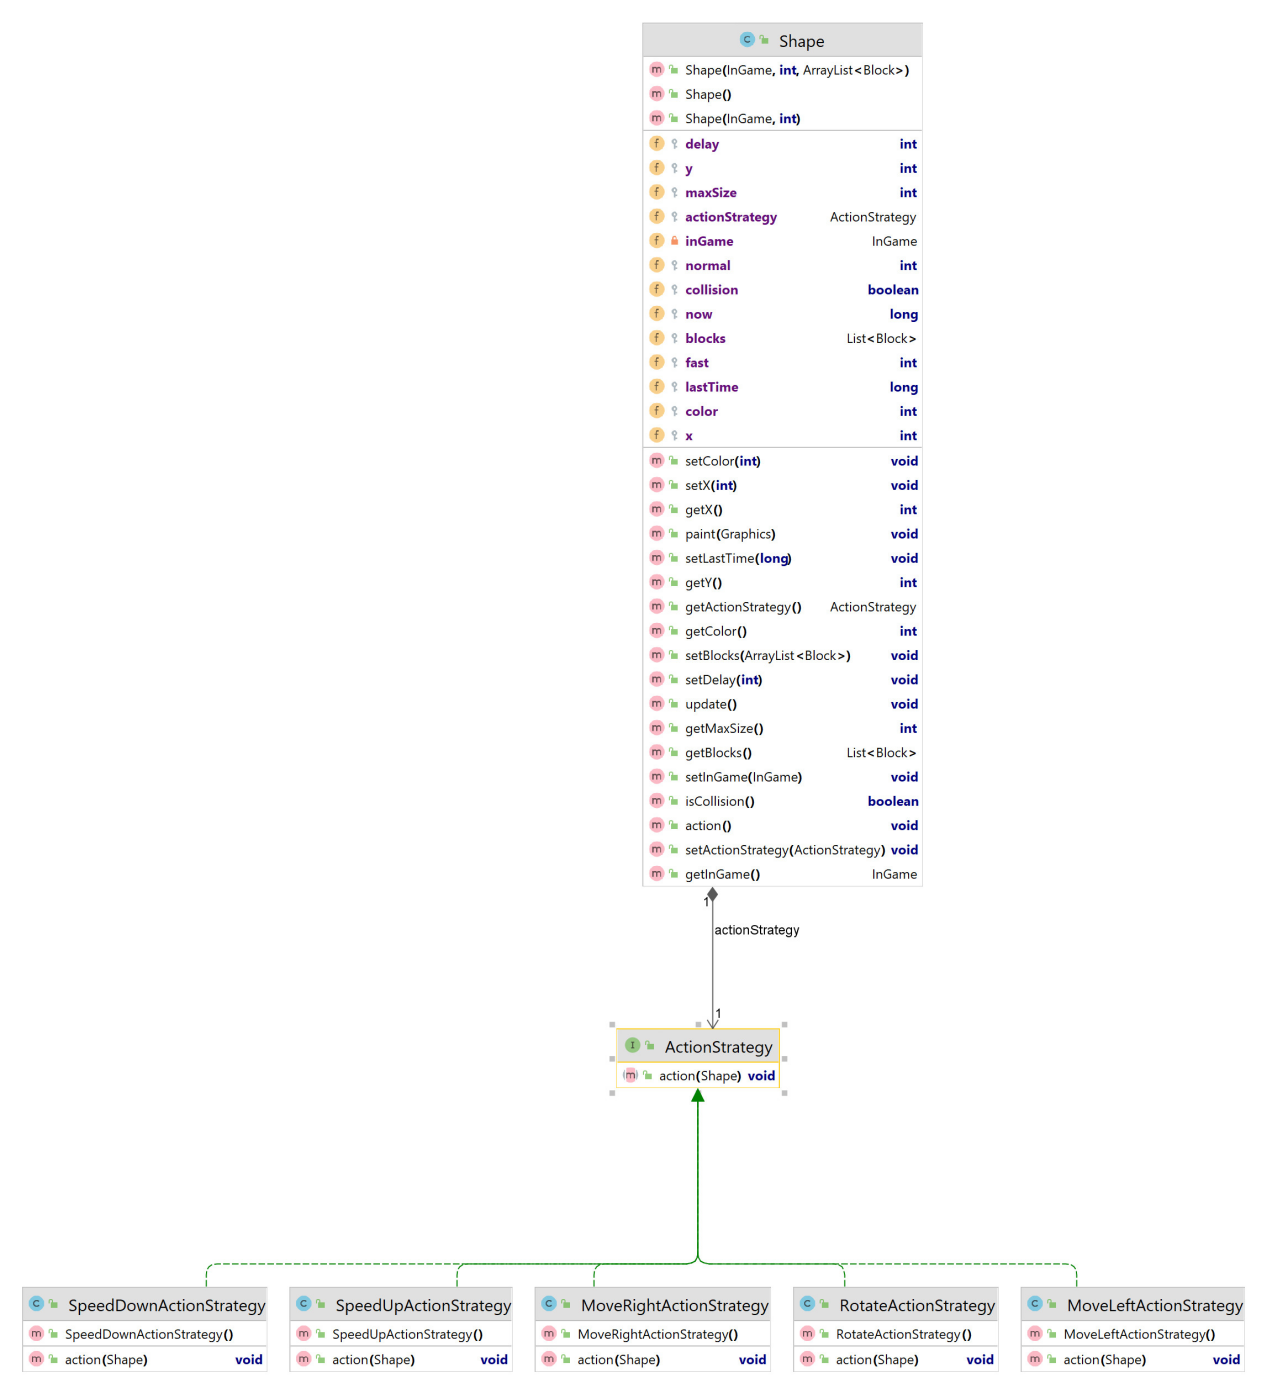 Shape
Shape(InGame, int, ArrayList<Block>)
Shape()
Shape(InGame, int)
delay int
y int
maxSize int
actionStrategy ActionStrategy
inGame InGame
normal int
collision boolean
now long
blocks List<Block>
fast int
lastTime long
color int
x int
setColor(int) void
setX(int) void
getX() int
paint(Graphics) void
setLastTime(long) void
getY() int
getActionStrategy() ActionStrategy
getColor() int
setBlocks(ArrayList<Block>) void
setDelay(int) void
update() void
getMaxSize() int
getBlocks() List<Block>
setInGame(InGame) void
isCollision() boolean
action() void
setActionStrategy(ActionStrategy) void
getInGame() InGame
1
actionStrategy
1
ActionStrategy
action(Shape) void
SpeedDownActionStrategy
SpeedDownActionStrategy()
action(Shape) void
SpeedUpActionStrategy
SpeedUpActionStrategy()
action(Shape) void
MoveRightActionStrategy
MoveRightActionStrategy()
action(Shape) void
RotateActionStrategy
RotateActionStrategy()
action(Shape) void
MoveLeftActionStrategy
MoveLeftActionStrategy()
action(Shape) void